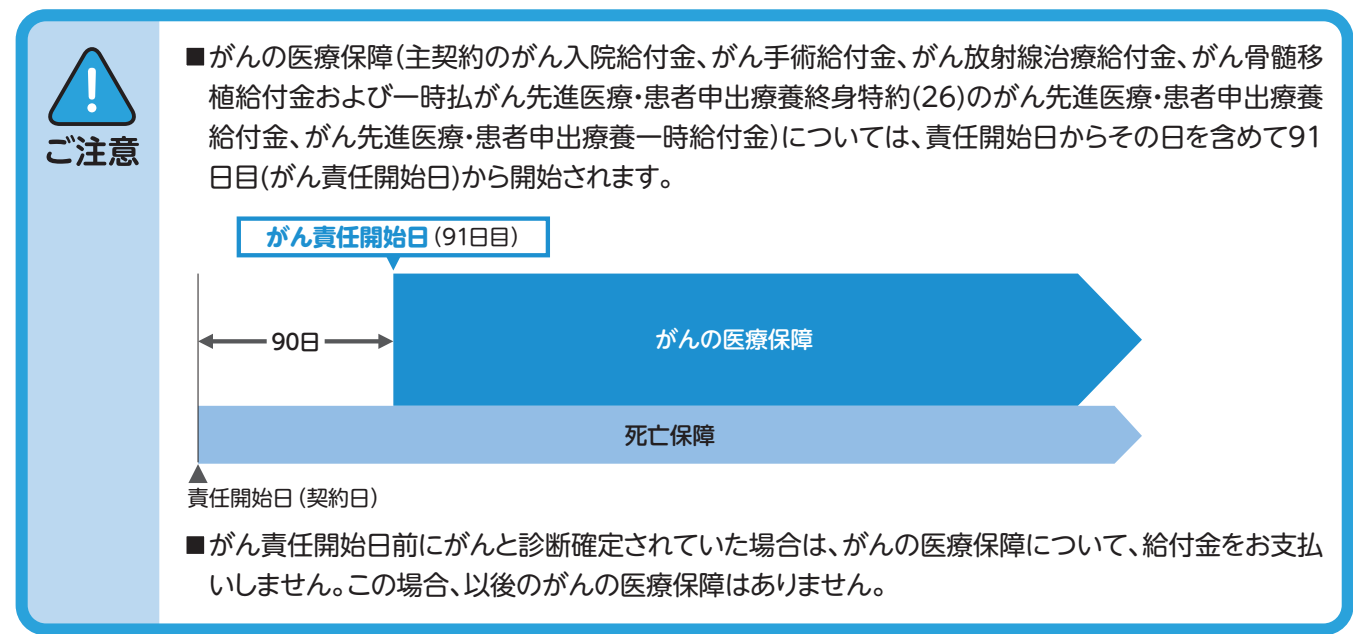 ご注意
■がんの医療保障(主契約のがん入院給付金、がん手術給付金、がん放射線治療給付金、がん骨髄移
植給付金および一時払がん先進医療・患者申出療養終身特約(26)のがん先進医療・患者申出療養
給付金、がん先進医療・患者申出療養一時給付金)については、責任開始日からその日を含めて91
日目(がん責任開始日)から開始されます。
がん責任開始日(91日目)
90日
がんの医療保障
死亡保障
責任開始日(契約日)
■がん責任開始日前にがんと診断確定されていた場合は、がんの医療保障について、給付金をお支払
いしません。この場合、以後のがんの医療保障はありません。